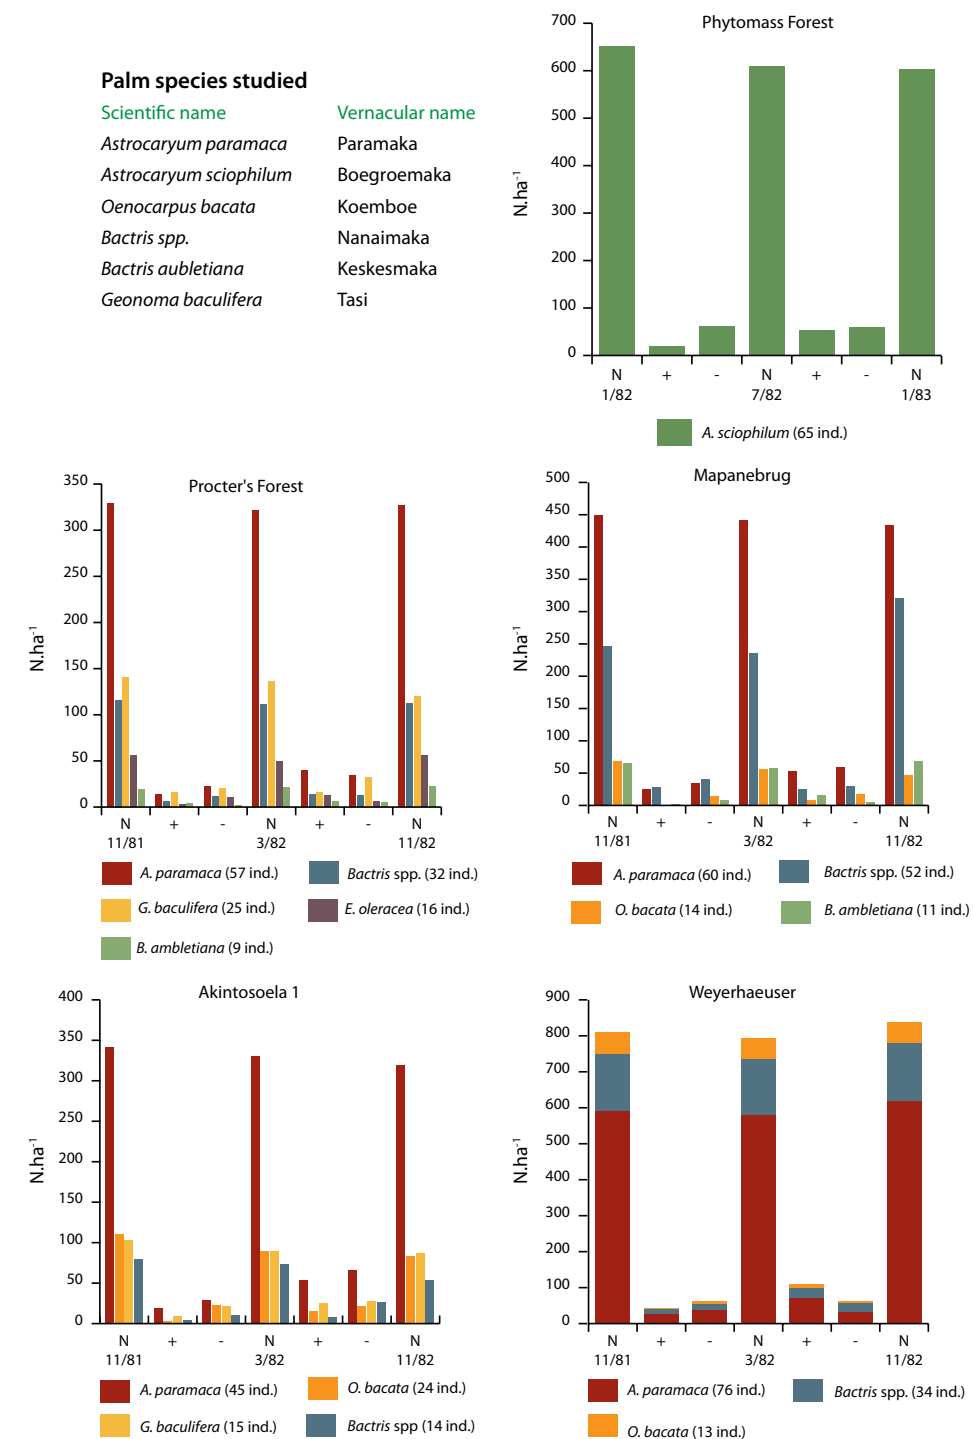 Palm species studied
Scientific name Vernacular name
Astrocaryum paramaca Paramaka
Astrocaryum sciophilum Boegroemaka
Oenocarpus bacata Koemboe
Bactris spp. Nanaimaka
Bactris aubletiana Keskesmaka
Geonoma baculifera Tasi
Phytomass Forest
N.ha-1
700
600
500
400
300
200
100
0
N + - N + - N
1/82 7/82 1/83
A. sciophilum (65 ind.)
Procter's Forest
N.ha-1
350
300
250
200
150
100
50
0
N + - N + - N
11/81 3/82 11/82
A. paramaca (57 ind.) Bactris spp. (32 ind.)
G. baculifera (25 ind.) E. oleracea (16 ind.)
B. ambletiana (9 ind.)
Mapanebrug
N.ha-1
500
450
400
350
300
250
200
150
100
50
0
N + - N + - N
11/81 3/82 11/82
A. paramaca (60 ind.) Bactris spp. (52 ind.)
O. bacata (14 ind.) B. ambletiana (11 ind.)
Akintosoela 1
N.ha-1
400
350
300
250
200
150
100
50
0
N + - N + - N
11/81 3/82 11/82
A. paramaca (45 ind.) O. bacata (24 ind.)
G. baculifera (15 ind.) Bactris spp (14 ind.)
Weyerhaeuser
N.ha-1
900
800
700
600
500
400
300
200
100
0
N + - N + - N
11/81 3/82 11/82
A. paramaca (76 ind.) Bactris spp. (34 ind.)
O. bacata (13 ind.)